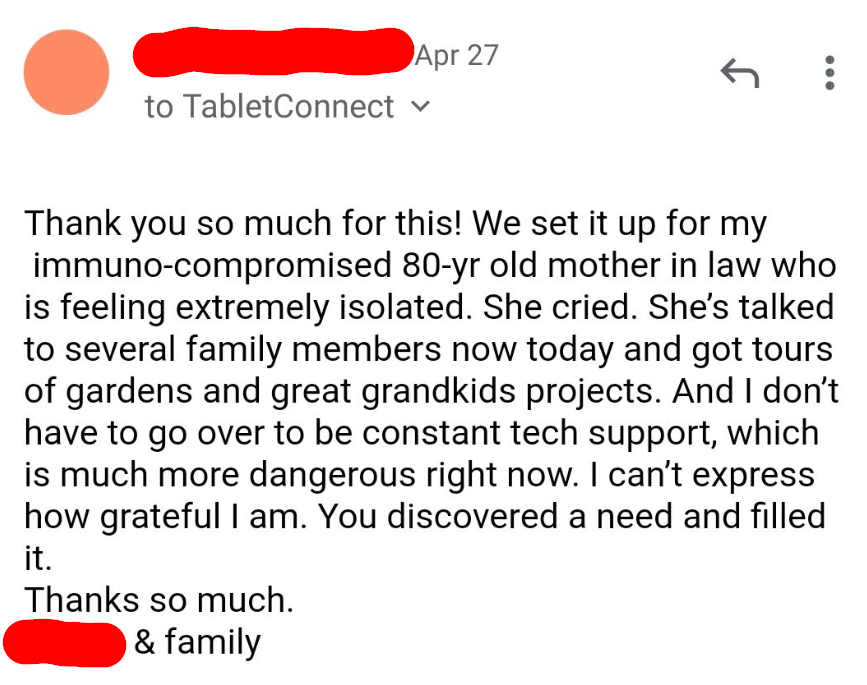 Apr 27
to TabletConnect
Thank you so much for this! We set it up for my
immuno-compromised 80-yr old mother in law who
is feeling extremely isolated. She cried. She’s talked
to several family members now today and got tours
of gardens and great grandkids projects. And I don’t
have to go over to be constant tech support, which
is much more dangerous right now. I can’t express
how grateful I am. You discovered a need and filled
it.
Thanks so much.
& family